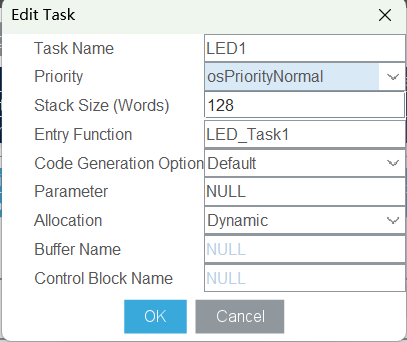 Edit Task
Task Name LED1
Priority osPriorityNormal
Stack Size (Words) 128
Entry Function LED_Task1
Code Generation Option Default
Parameter NULL
Allocation Dynamic
Buffer Name NULL
Control Block Name NULL
OK Cancel